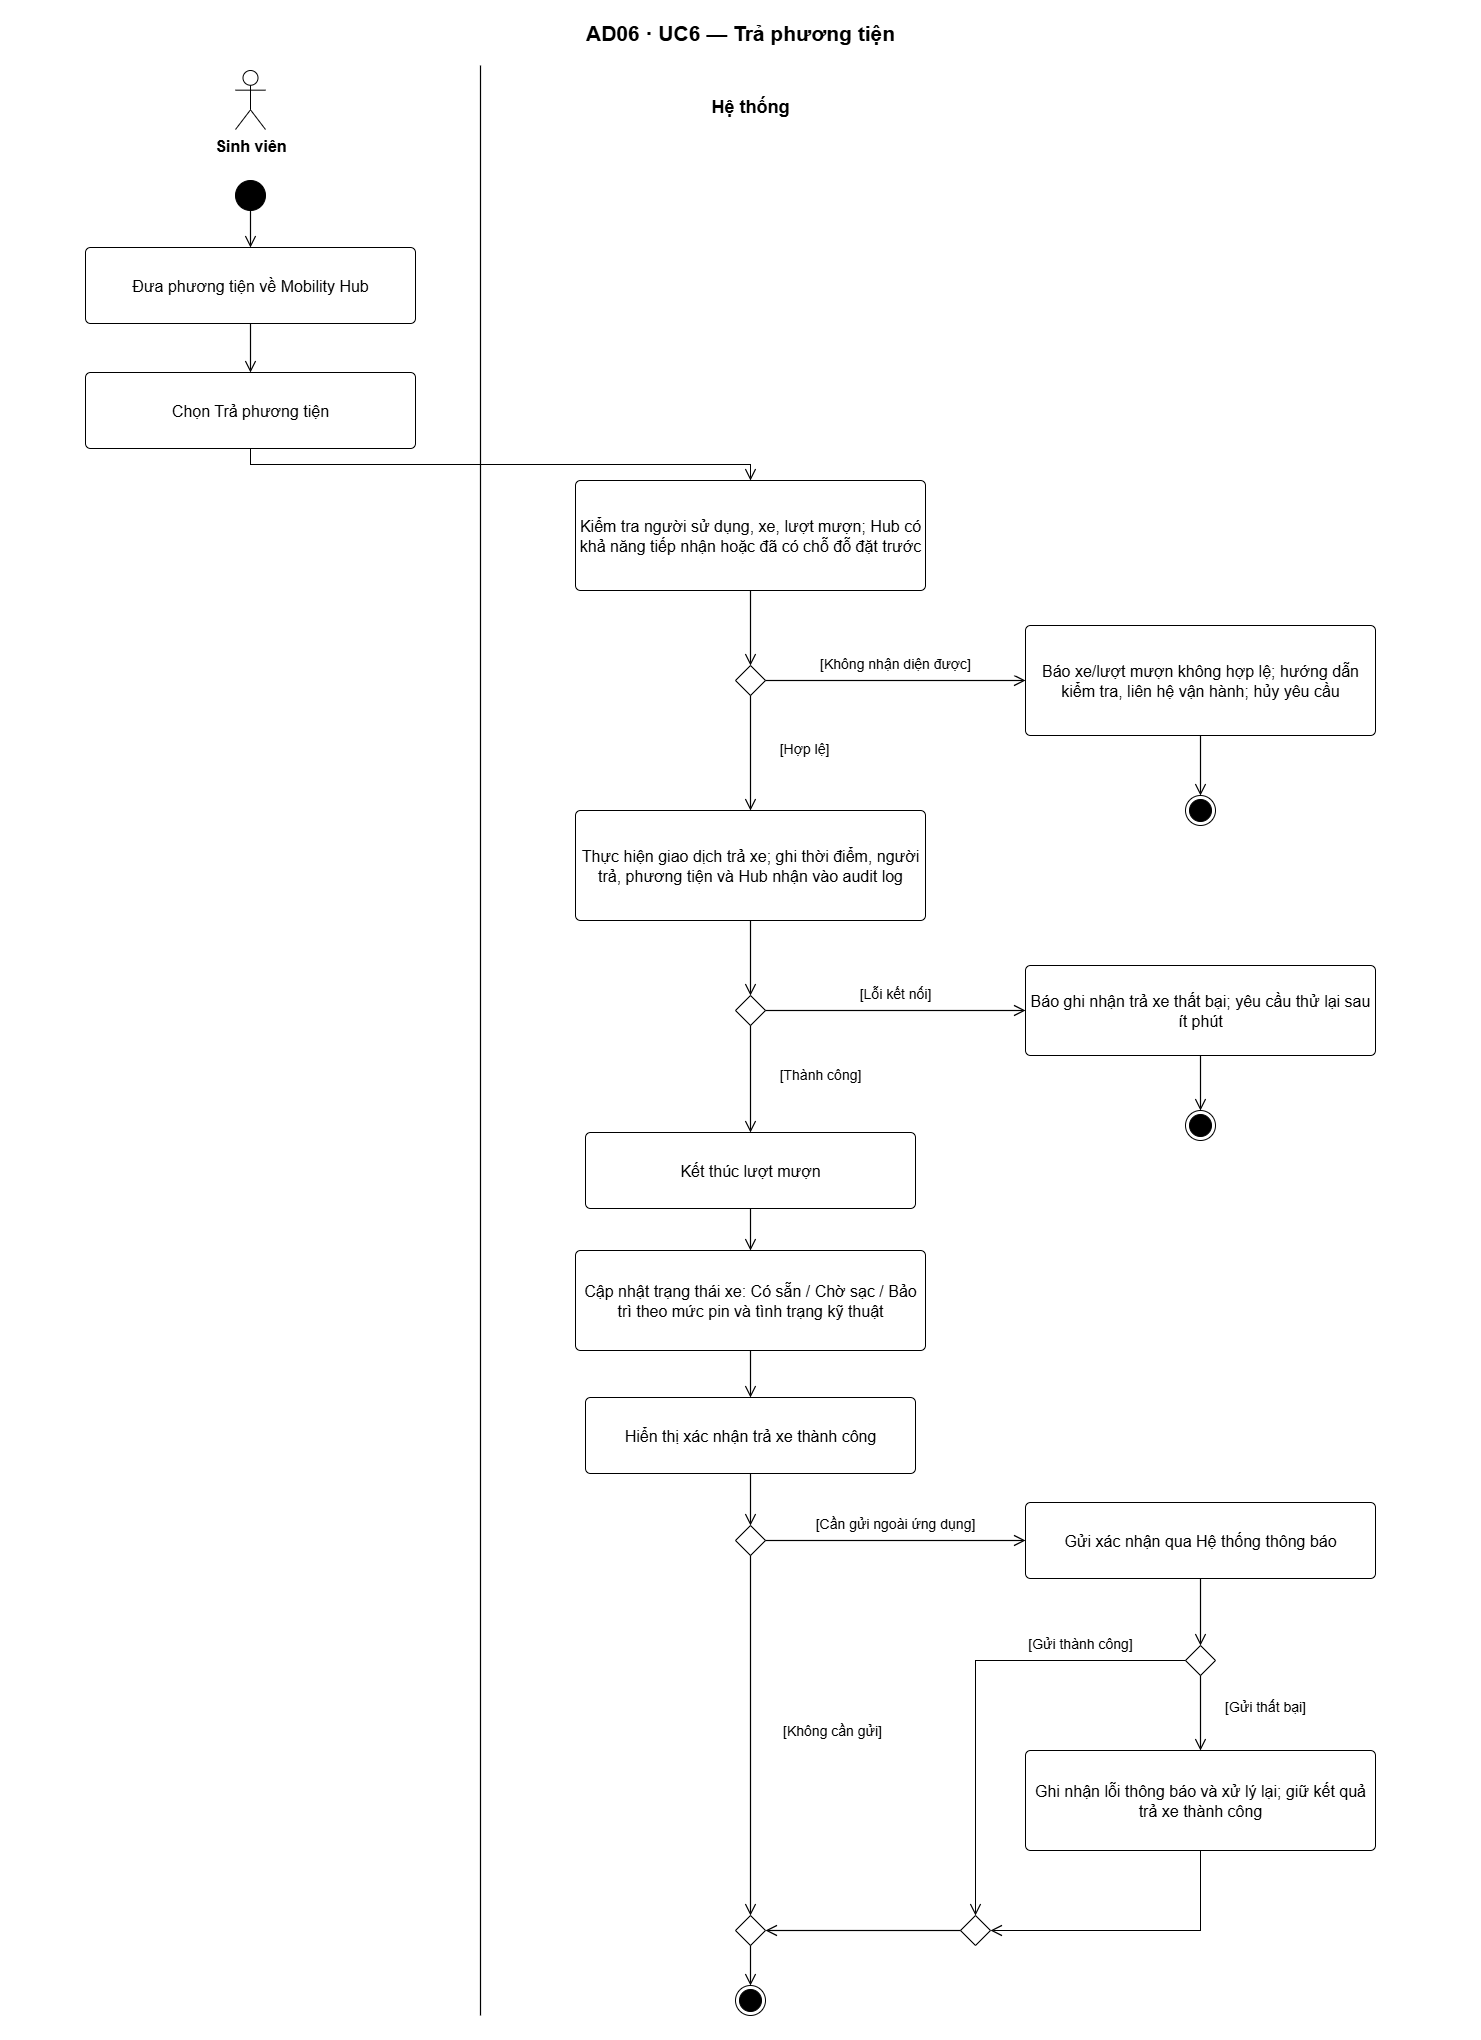 AD06 · UC6 — Trả phương tiện
Hệ thống
Sinh viên
Đưa phương tiện về Mobility Hub
Chọn Trả phương tiện
Kiểm tra người sử dụng, xe, lượt mượn; Hub có
khả năng tiếp nhận hoặc đã có chỗ đỗ đặt trước
[Không nhận diện được]
Báo xe/lượt mượn không hợp lệ; hướng dẫn
kiểm tra, liên hệ vận hành; hủy yêu cầu
[Hợp lệ]
Thực hiện giao dịch trả xe; ghi thời điểm, người
trả, phương tiện và Hub nhận vào audit log
[Lỗi kết nối]
Báo ghi nhận trả xe thất bại; yêu cầu thử lại sau
ít phút
[Thành công]
Kết thúc lượt mượn
Cập nhật trạng thái xe: Có sẵn / Chờ sạc / Bảo
trì theo mức pin và tình trạng kỹ thuật
Hiển thị xác nhận trả xe thành công
[Cần gửi ngoài ứng dụng]
Gửi xác nhận qua Hệ thống thông báo
[Gửi thành công]
[Gửi thất bại]
[Không cần gửi]
Ghi nhận lỗi thông báo và xử lý lại; giữ kết quả
trả xe thành công